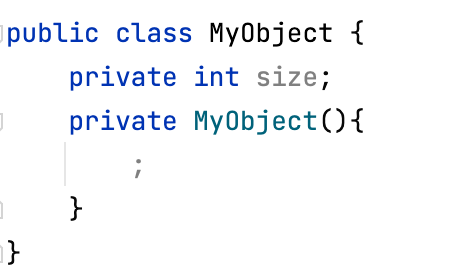 public class MyObject {
    private int size;
    private MyObject(){
        ;
    }
}